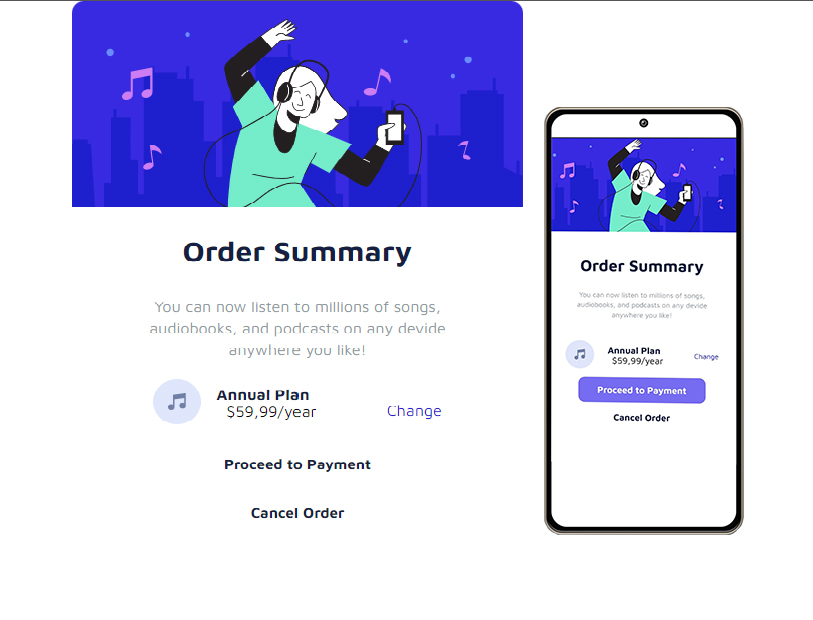 Order Summary
You can now listen to millions of songs,
audiobooks, and podcasts on any devide
anywhere you like!
Annual Plan
$59,99/year
Change
Proceed to Payment
Cancel Order
Order Summary
You can now listen to millions of songs,
audiobooks, and podcasts on any devide
anywhere you like!
Annual Plan
$59,99/year
Change
Proceed to Payment
Cancel Order